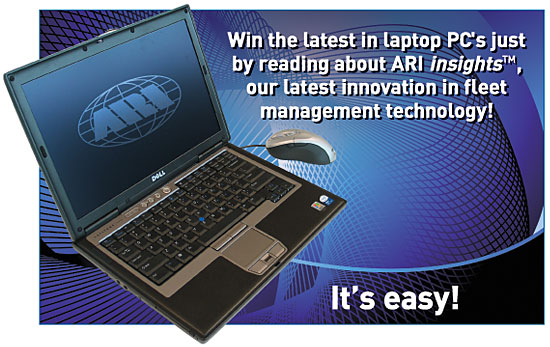 Win the latest in laptop PC's just
by reading about ARI insights™,
our latest innovation in fleet
management technology!
ARI
DELL
It's easy!